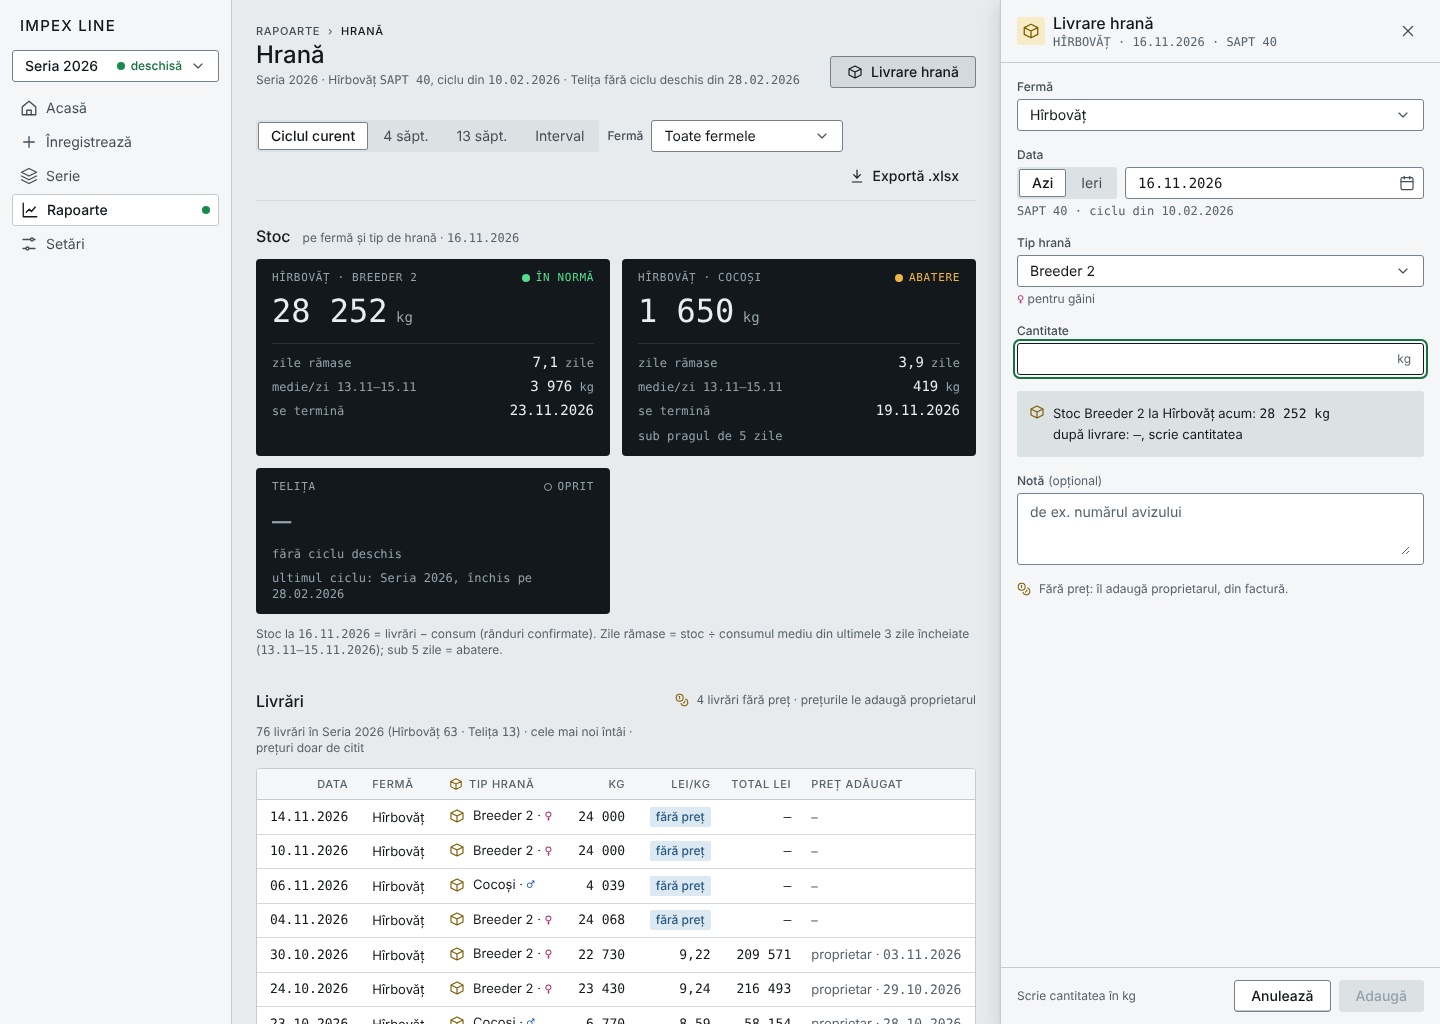 IMPEX LINE
Seria 2026 deschisă
Acasă
Înregistrează
Serie
Rapoarte
Setări
RAPOARTE › HRANĂ
Hrană
Seria 2026 · Hîrbovăț SAPT 40, ciclu din 10.02.2026 · Telița fără ciclu deschis din 28.02.2026
Livrare hrană
Ciclul curent 4 săpt. 13 săpt. Interval Fermă Toate fermele
Exportă .xlsx
Stoc pe fermă și tip de hrană · 16.11.2026
HÎRBOVĂȚ · BREEDER 2 ÎN NORMĂ
28 252 kg
zile rămase 7,1 zile
medie/zi 13.11–15.11 3 976 kg
se termină 23.11.2026
HÎRBOVĂȚ · COCOȘI ABATERE
1 650 kg
zile rămase 3,9 zile
medie/zi 13.11–15.11 419 kg
se termină 19.11.2026
sub pragul de 5 zile
TELIȚA OPRIT
—
fără ciclu deschis
ultimul ciclu: Seria 2026, închis pe
28.02.2026
Stoc la 16.11.2026 = livrări − consum (rânduri confirmate). Zile rămase = stoc ÷ consumul mediu din ultimele 3 zile încheiate
(13.11–15.11.2026); sub 5 zile = abatere.
Livrări
4 livrări fără preț · prețurile le adaugă proprietarul
76 livrări în Seria 2026 (Hîrbovăț 63 · Telița 13) · cele mai noi întâi ·
prețuri doar de citit
DATA FERMĂ TIP HRANĂ KG LEI/KG TOTAL LEI PREȚ ADĂUGAT
14.11.2026 Hîrbovăț Breeder 2 · ♀ 24 000 fără preț — –
10.11.2026 Hîrbovăț Breeder 2 · ♀ 24 000 fără preț — –
06.11.2026 Hîrbovăț Cocoși · ♂ 4 039 fără preț — –
04.11.2026 Hîrbovăț Breeder 2 · ♀ 24 068 fără preț — –
30.10.2026 Hîrbovăț Breeder 2 · ♀ 22 730 9,22 209 571 proprietar · 03.11.2026
24.10.2026 Hîrbovăț Breeder 2 · ♀ 23 430 9,24 216 493 proprietar · 29.10.2026
23.10.2026 Hîrbovăț Cocoși · ♂ 6 770 8,59 58 154 proprietar · 28.10.2026
Livrare hrană
HÎRBOVĂȚ · 16.11.2026 · SAPT 40
Fermă
Hîrbovăț
Data
Azi Ieri 16.11.2026
SAPT 40 · ciclu din 10.02.2026
Tip hrană
Breeder 2
♀ pentru găini
Cantitate
kg
Stoc Breeder 2 la Hîrbovăț acum: 28 252 kg
după livrare: —, scrie cantitatea
Notă (opțional)
de ex. numărul avizului
Fără preț: îl adaugă proprietarul, din factură.
Scrie cantitatea în kg Anulează Adaugă